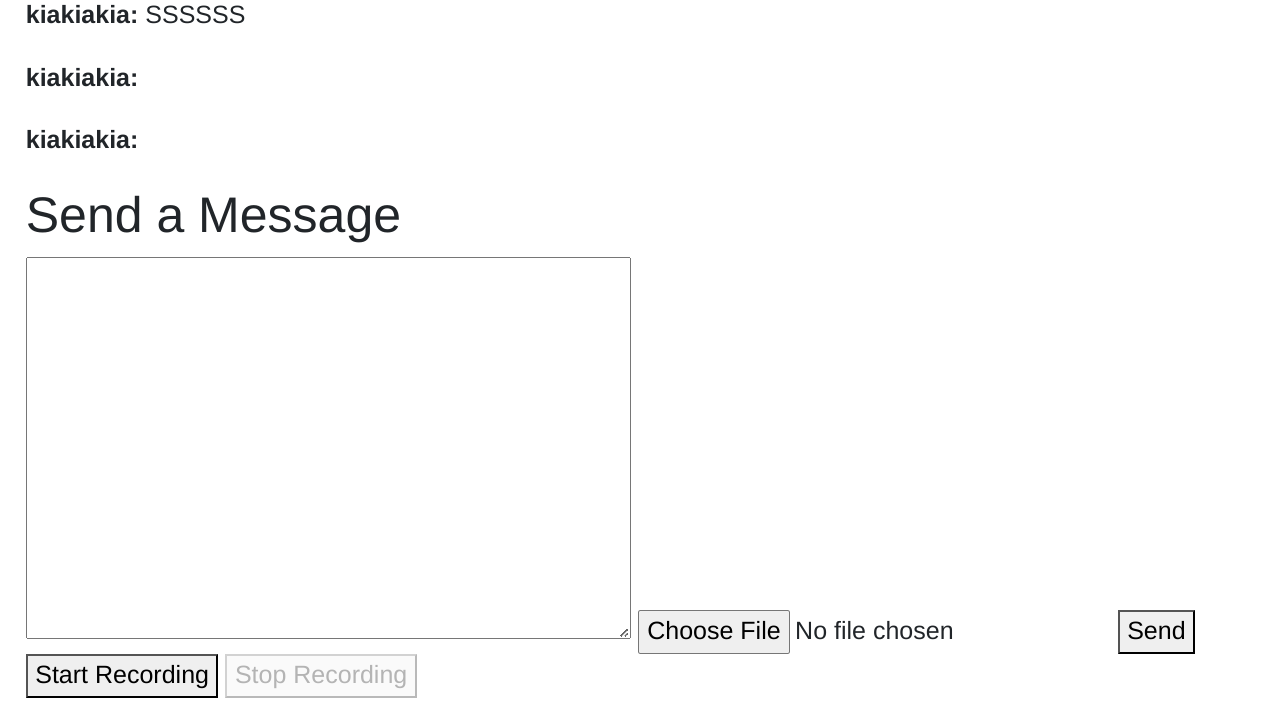 kiakiakia: SSSSSS
kiakiakia:
kiakiakia:
Send a Message
Choose File No file chosen Send
Start Recording Stop Recording